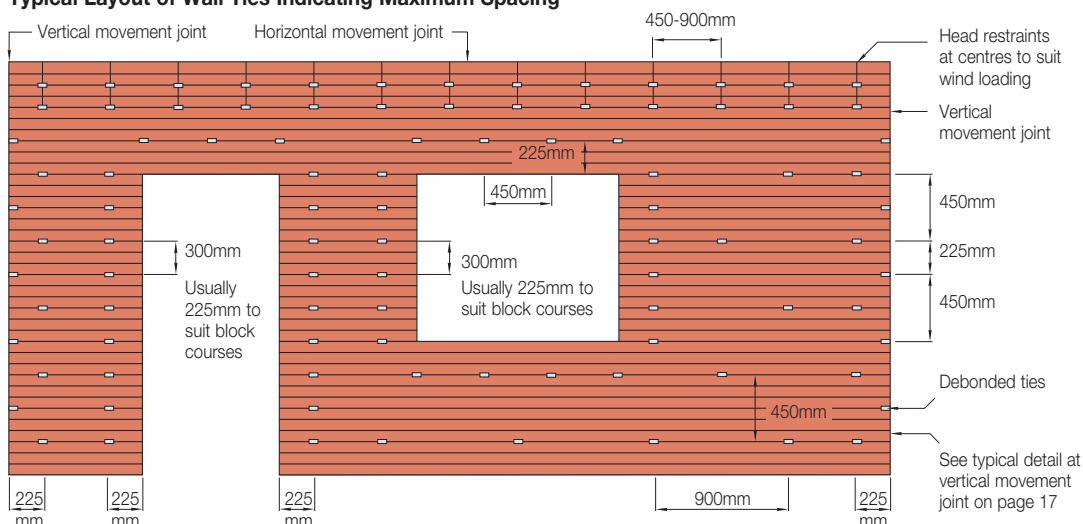 Typical Layout of Wall Ties Indicating Maximum Spacing
Vertical movement joint
Horizontal movement joint
450-900mm
Head restraints
at centres to suit
wind loading
Vertical
movement joint
225mm
450mm
450mm
225mm
450mm
300mm
Usually
225mm to
suit block
courses
300mm
Usually 225mm to
suit block courses
Debonded ties
450mm
See typical detail at
vertical movement
joint on page 17
225
mm
225
mm
225
mm
900mm
225
mm